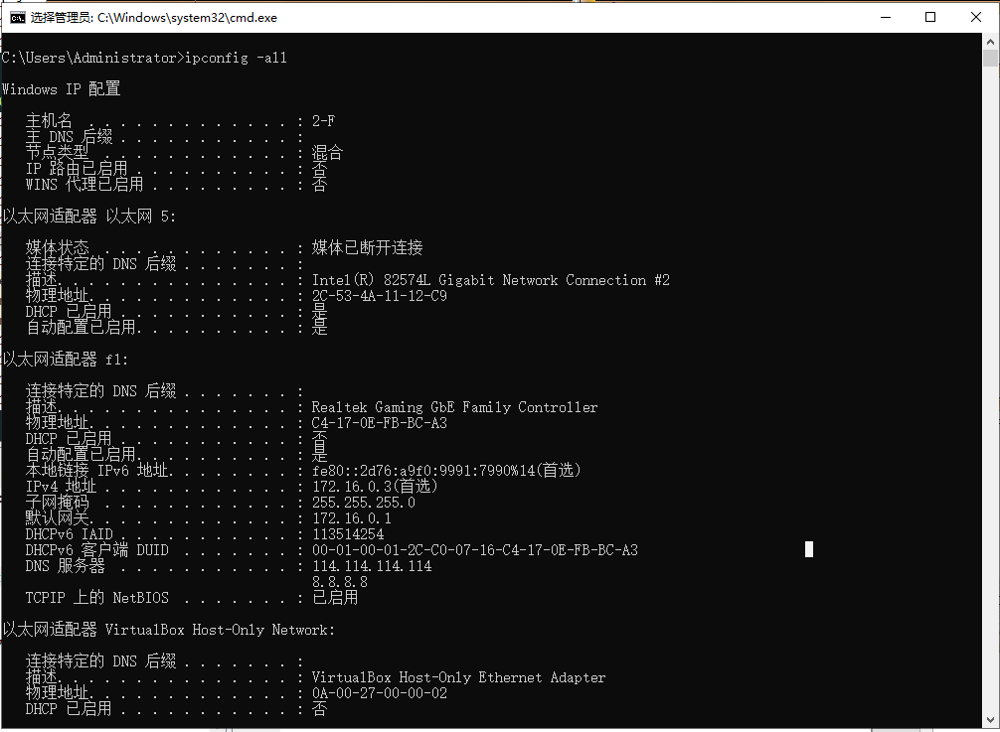 选择管理员: C:\Windows\system32\cmd.exe
C:\Users\Administrator>ipconfig -all
Windows IP 配置
主机名 . . . . . . . . . . . . . : 2-F
主 DNS 后缀 . . . . . . . . . . . :
节点类型 . . . . . . . . . . . . : 混合
IP 路由已启用 . . . . . . . . . . : 否
WINS 代理已启用 . . . . . . . . . : 否
以太网适配器 以太网 5:
媒体状态 . . . . . . . . . . . . : 媒体已断开连接
连接特定的 DNS 后缀 . . . . . . . :
描述. . . . . . . . . . . . . . . : Intel(R) 82574L Gigabit Network Connection #2
物理地址. . . . . . . . . . . . . : 2C-53-4A-11-12-C9
DHCP 已启用 . . . . . . . . . . . : 是
自动配置已启用. . . . . . . . . . : 是
以太网适配器 f1:
连接特定的 DNS 后缀 . . . . . . . :
描述. . . . . . . . . . . . . . . : Realtek Gaming GbE Family Controller
物理地址. . . . . . . . . . . . . : C4-17-0E-FB-BC-A3
DHCP 已启用 . . . . . . . . . . . : 否
自动配置已启用. . . . . . . . . . : 是
本地链接 IPv6 地址. . . . . . . . : fe80::2d76:a9f0:9991:7990%14(首选)
IPv4 地址 . . . . . . . . . . . . : 172.16.0.3(首选)
子网掩码 . . . . . . . . . . . . : 255.255.255.0
默认网关. . . . . . . . . . . . . : 172.16.0.1
DHCPv6 IAID . . . . . . . . . . . : 113514254
DHCPv6 客户端 DUID . . . . . . . : 00-01-00-01-2C-C0-07-16-C4-17-0E-FB-BC-A3
DNS 服务器 . . . . . . . . . . . : 114.114.114.114
8.8.8.8
TCPIP 上的 NetBIOS . . . . . . . : 已启用
以太网适配器 VirtualBox Host-Only Network:
连接特定的 DNS 后缀 . . . . . . . :
描述. . . . . . . . . . . . . . . : VirtualBox Host-Only Ethernet Adapter
物理地址. . . . . . . . . . . . . : 0A-00-27-00-00-02
DHCP 已启用 . . . . . . . . . . . : 否